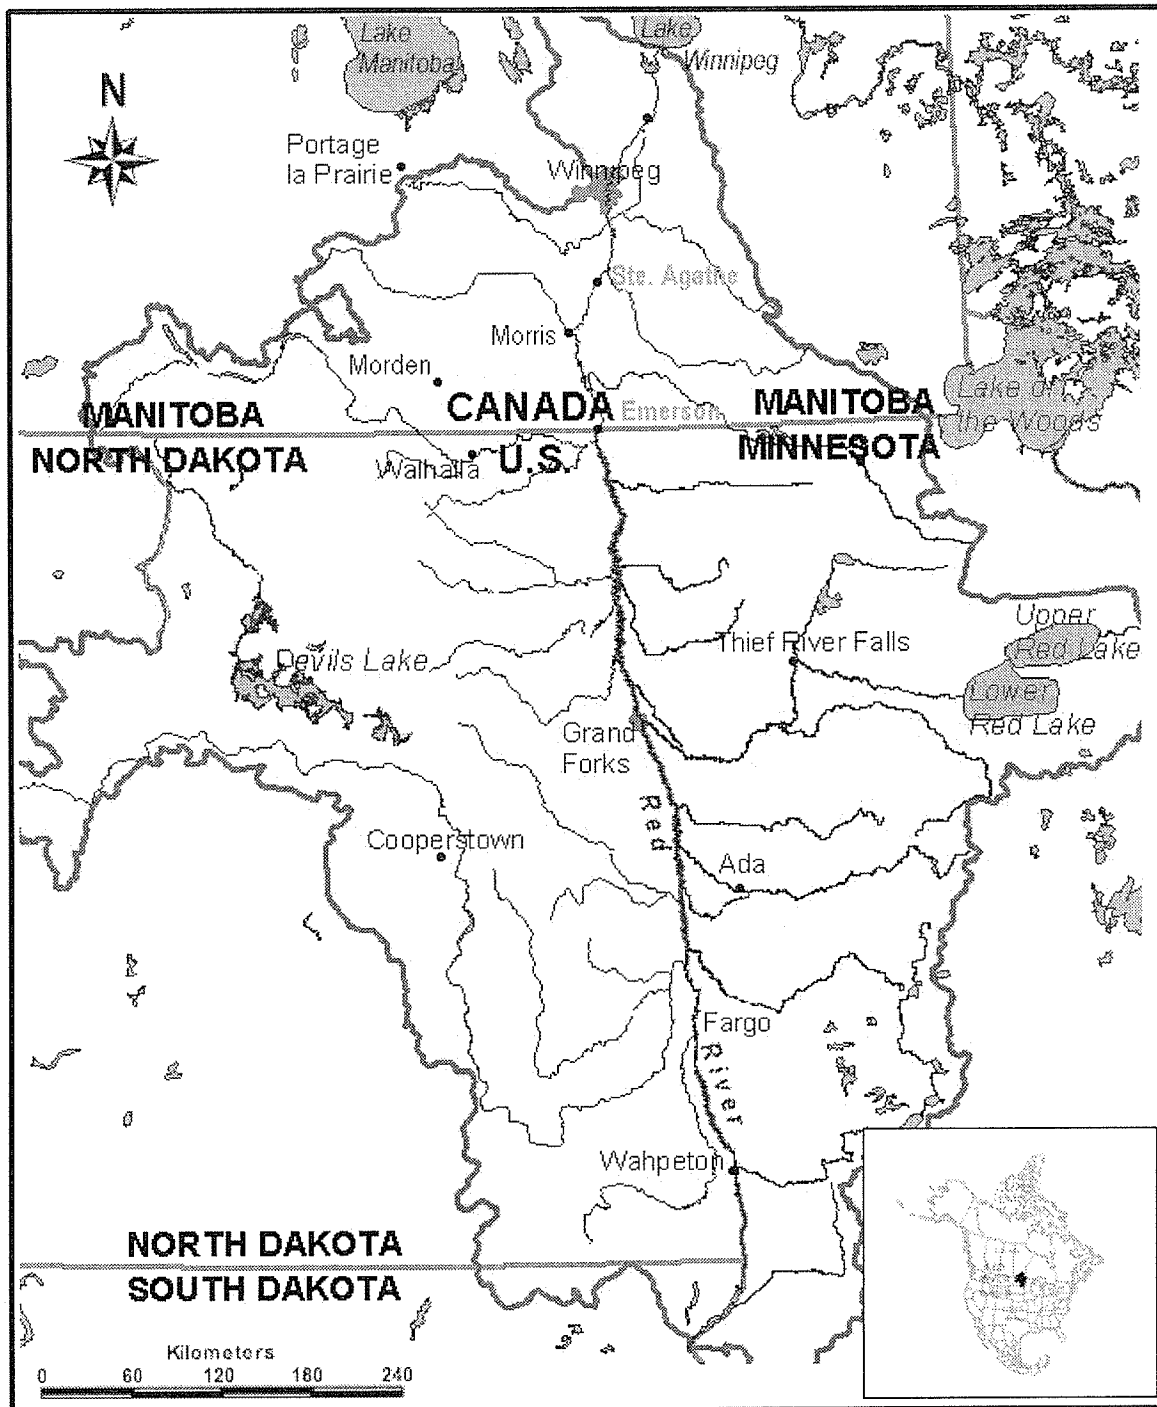 Lake
Manitoba
Lake
Winnipeg
N
Portage
la Prairie
Winnipeg
Ste. Agathe
Morris
Morden
MANITOBA
CANADA
Emerson
MANITOBA
Lake of
the Woods
NORTH DAKOTA
Walhalla
U.S.
MINNESOTA
Upper
Red Lake
Thief River Falls
Devils Lake
Lower
Red Lake
Grand
Forks
Red
Cooperstown
Ada
Fargo
River
Wahpeton
NORTH DAKOTA
SOUTH DAKOTA
Kilometers
0 60 120 180 240